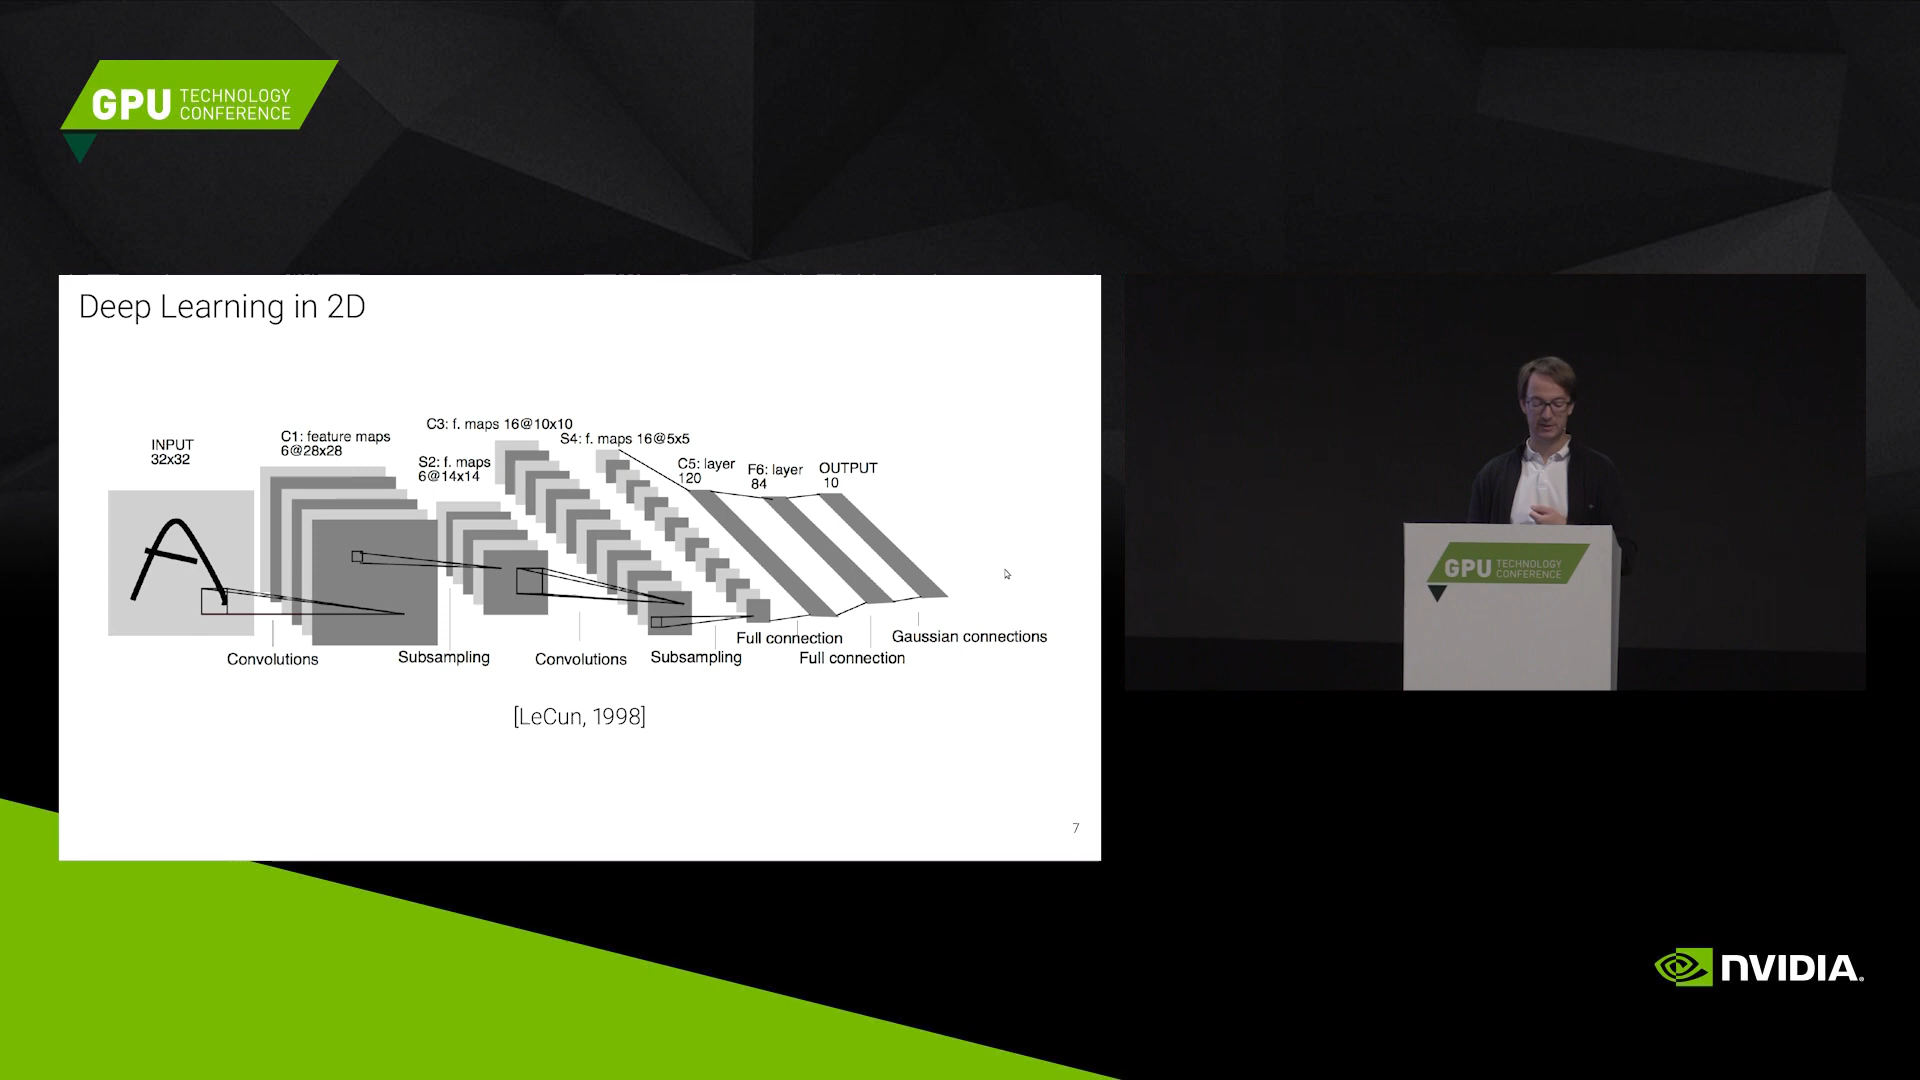 GPU TECHNOLOGY
CONFERENCE
Deep Learning in 2D
INPUT
32x32
C1: feature maps
6@28x28
S2: f. maps
6@14x14
C3: f. maps 16@10x10
S4: f. maps 16@5x5
C5: layer
120
F6: layer
84
OUTPUT
10
Convolutions
Subsampling
Convolutions
Subsampling
Full connection
Full connection
Gaussian connections
[LeCun, 1998]
7
GPU TECHNOLOGY
CONFERENCE
NVIDIA.